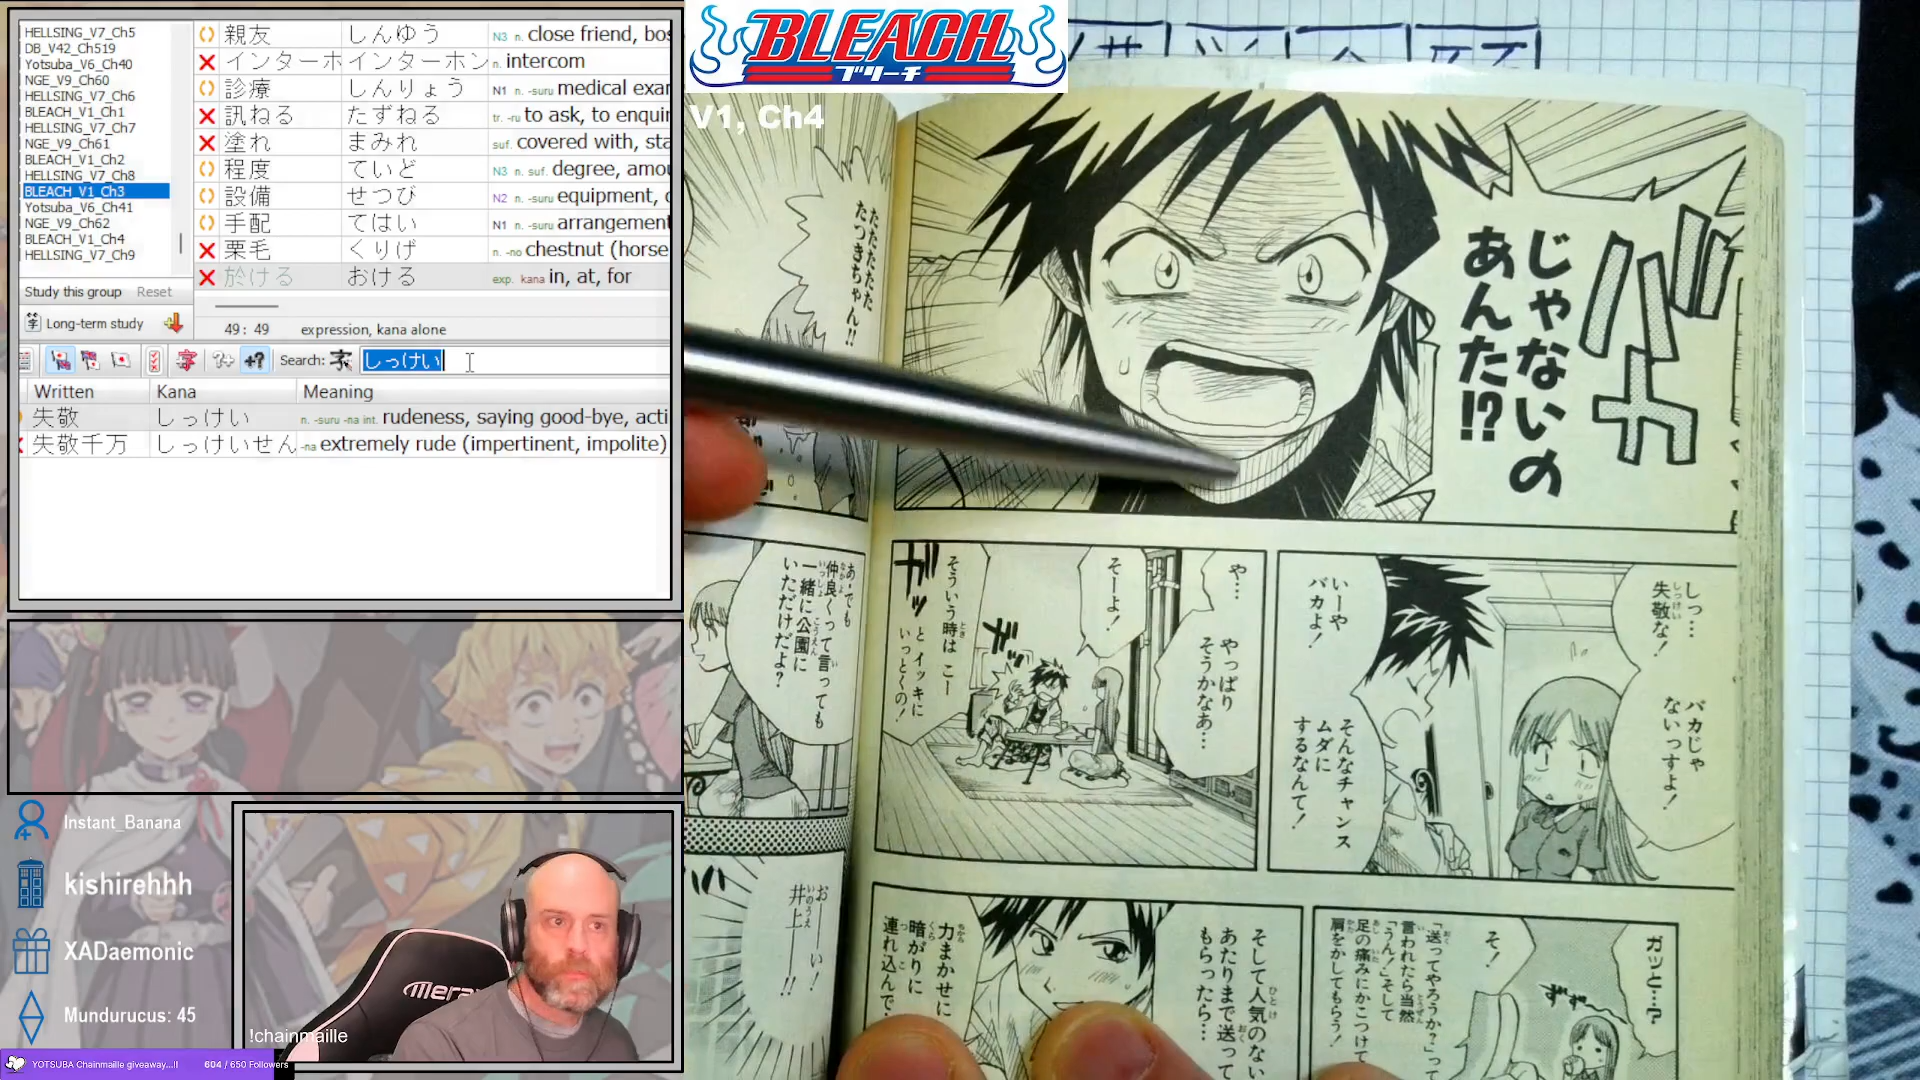 HELLSING_V7_Ch5
DB_V42_Ch519
Yotsuba_V6_Ch40
NGE_V9_Ch60
HELLSING_V7_Ch6
BLEACH_V1_Ch1
HELLSING_V7_Ch7
NGE_V9_Ch61
BLEACH_V1_Ch2
HELLSING_V7_Ch8
BLEACH_V1_Ch3
Yotsuba_V6_Ch41
NGE_V9_Ch62
BLEACH_V1_Ch4
HELLSING_V7_Ch9
Study this group Reset
Long-term study
親友 しんゆう N3 n. close friend, bos
インターホ インターホン n. intercom
診療 しんりょう N1 n. -suru medical exar
訊ねる たずねる tr. -ru to ask, to enquir
塗れ まみれ suf. covered with, sta
程度 ていど N3 n. suf. degree, amou
設備 せつび N2 n. -suru equipment, c
手配 てはい N1 n. -suru arrangement
栗毛 くりげ n. -no chestnut (horse
於ける おける exp. kana in, at, for
49: 49 expression, kana alone
Search: しっけい
Written Kana Meaning
失敬 しっけい n. -suru -na int. rudeness, saying good-bye, acti
失敬千万 しっけいせん -na extremely rude (impertinent, impolite)
BLEACH
ブリーチ
V1, Ch4
バカ
じゃないの
あんた!?
たたたたたた
たつきちゃん!!
しっ…
失敬な!
バカじゃ
ないっすよ!
いーや
バカよ!
そんなチャンス
ムダに
するなんて!
や…
やっぱり
そうかなあ…
そーよ!
そういう時は こー
ガーッ
と イッキに
いっとくの!
あ・でも
仲良くって言っても
一緒に公園に
いただけだよ?
おーーい!
井上ーー!!
ガッと…!?
そ!
「送ってやろうか?」って
言われたら当然
「うん!」そして
足の痛みにかこつけて
肩をかしてもらう!
そして人気のない
あたりまで送って
もらったら…
力まかせに
暗がりに
連れ込んで
Instant_Banana
kishirehhh
XADaemonic
Mundurucus: 45
!chainmaille
YOTSUBA Chainmaille giveaway...!! 604 / 650 Followers